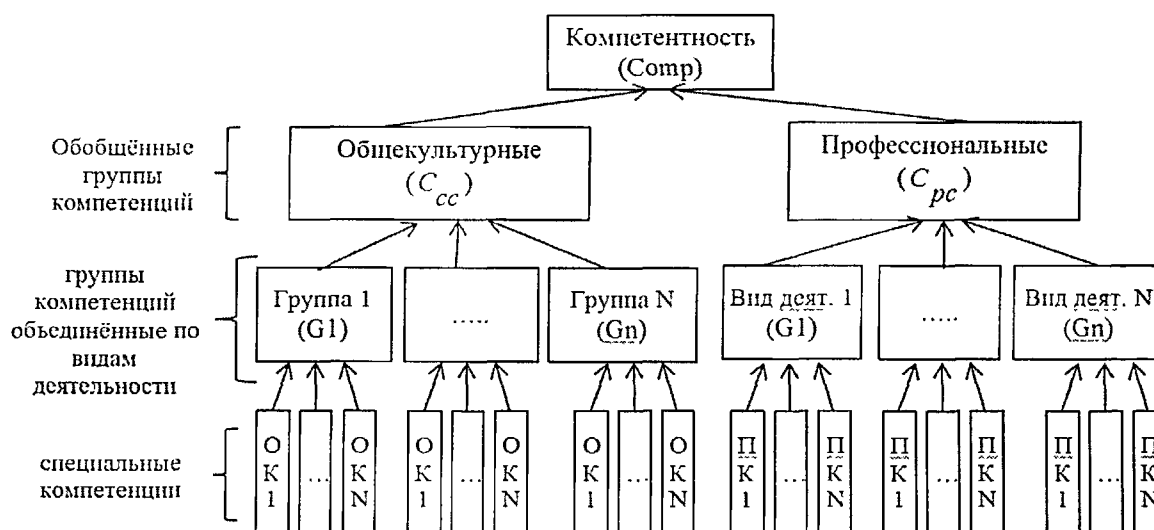 Компетентность
(Comp)
Обобщённые
группы
компетенций
Общекультурные
(C cc)
Профессиональные
(C pc)
группы
компетенций
объединённые по
видам
деятельности
Группа 1
(G1)
.....
Группа N
(Gn)
Вид деят. 1
(G1)
.....
Вид деят. N
(Gn)
специальные
компетенции
ОК1
...
ОКN
ОК1
...
ОКN
ОК1
...
ОКN
ПК1
...
ПКN
ПК1
...
ПКN
ПК1
...
ПКN